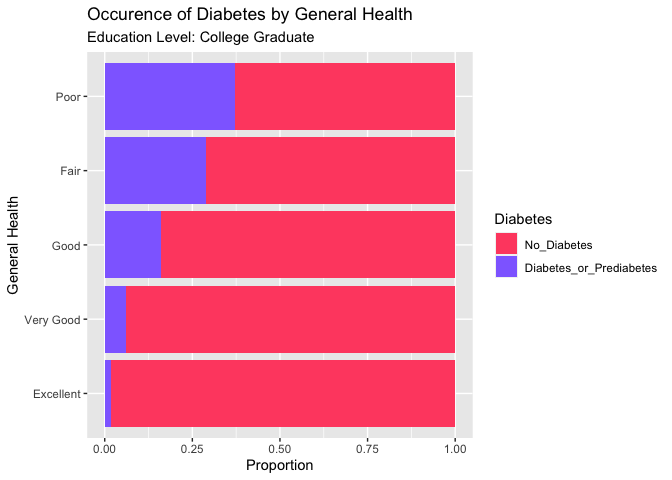 Occurence of Diabetes by General Health
Education Level: College Graduate
General Health
Poor
Fair
Good
Very Good
Excellent
0.00
0.25
0.50
0.75
1.00
Proportion
Diabetes
No_Diabetes
Diabetes_or_Prediabetes